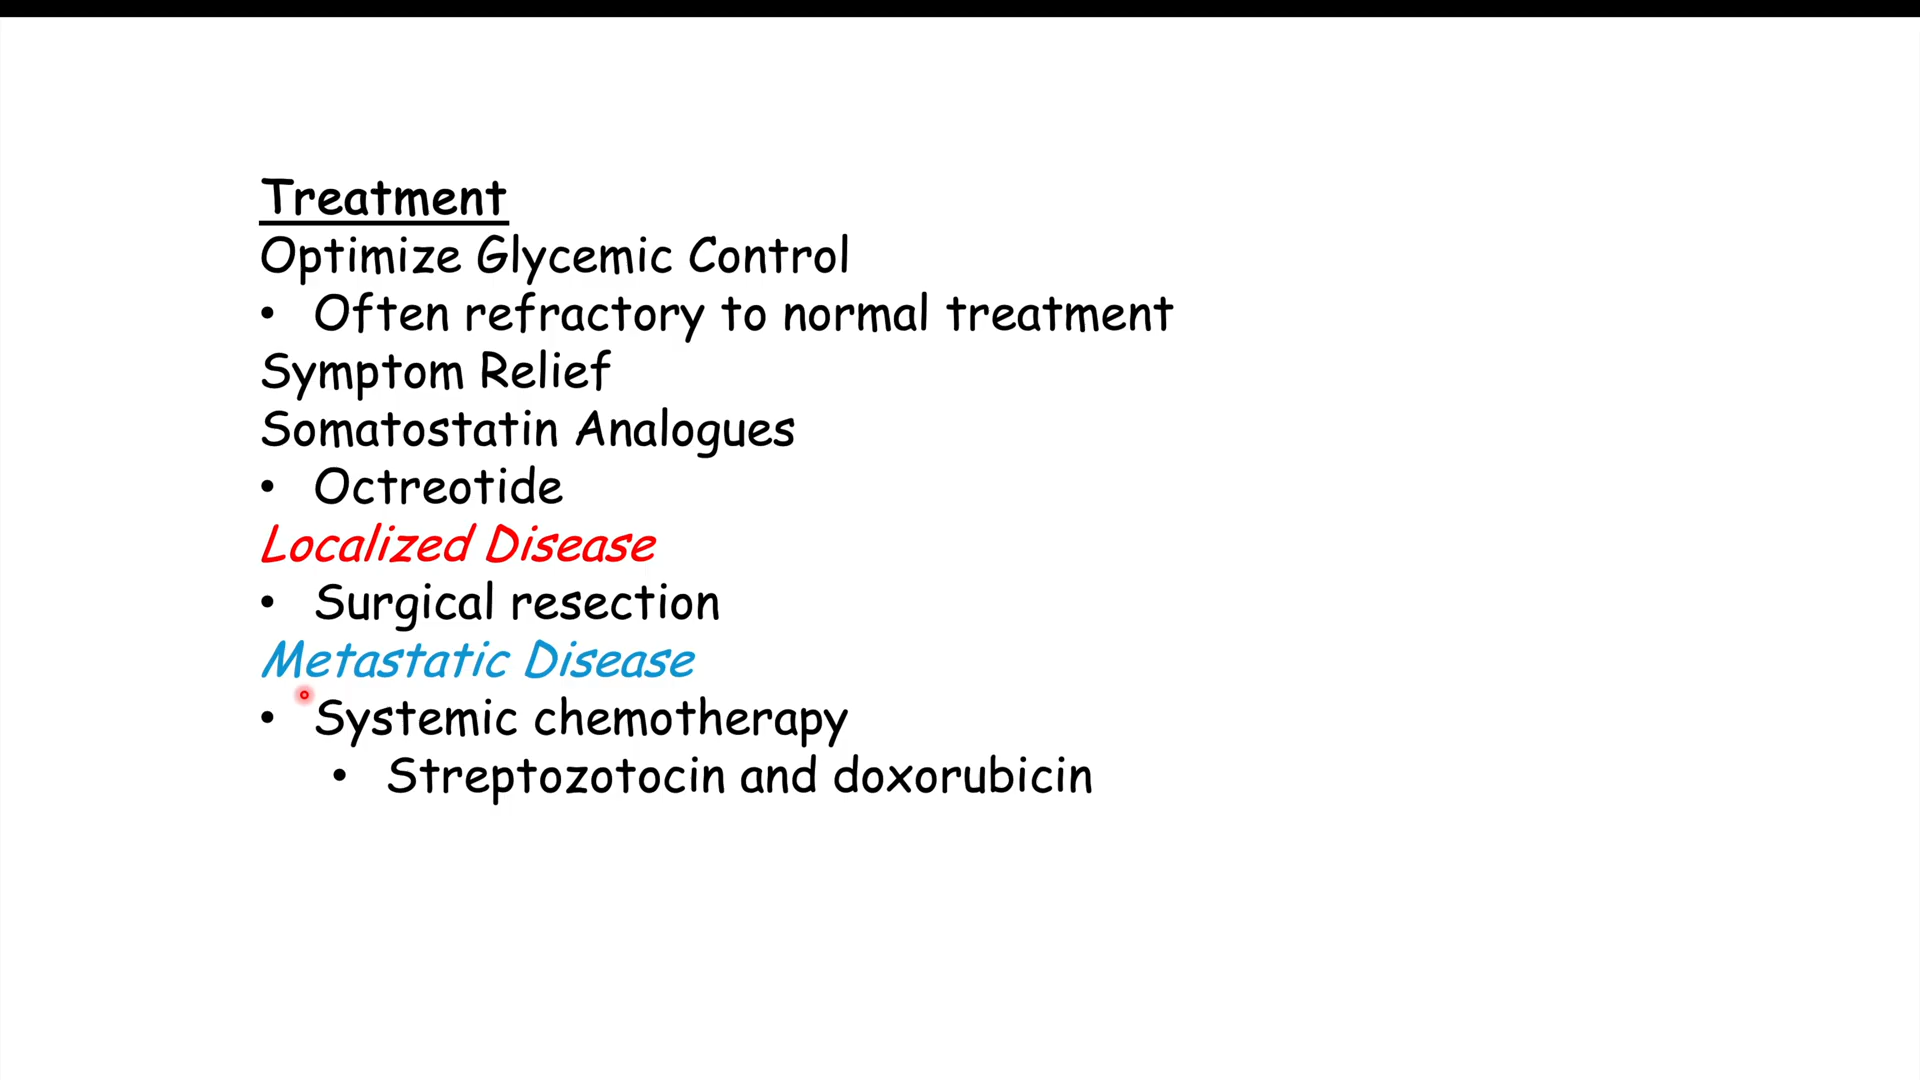 Treatment
Optimize Glycemic Control
• Often refractory to normal treatment
Symptom Relief
Somatostatin Analogues
• Octreotide
Localized Disease
• Surgical resection
Metastatic Disease
• Systemic chemotherapy
• Streptozotocin and doxorubicin